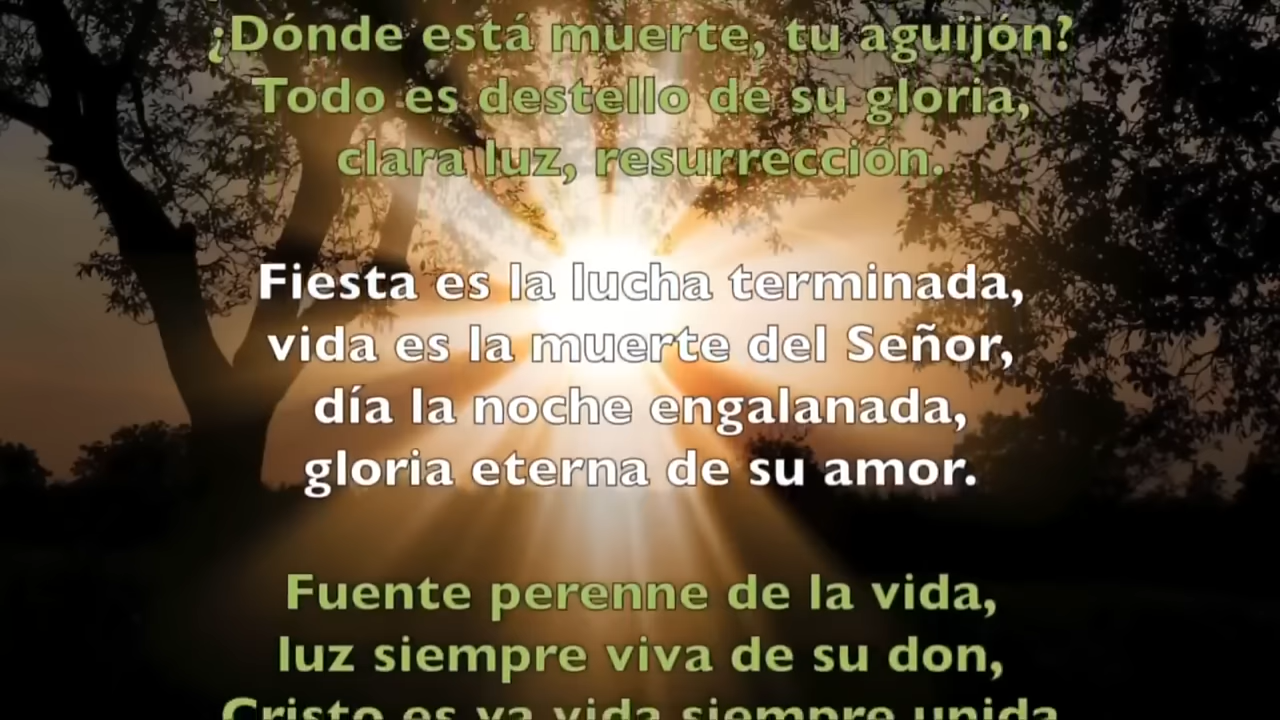 ¿Dónde está muerte, tu aguijón?
Todo es destello de su gloria,
clara luz, resurrección.
Fiesta es la lucha terminada,
vida es la muerte del Señor,
día la noche engalanada,
gloria eterna de su amor.
Fuente perenne de la vida,
luz siempre viva de su don,
Cristo es ya vida siempre unida